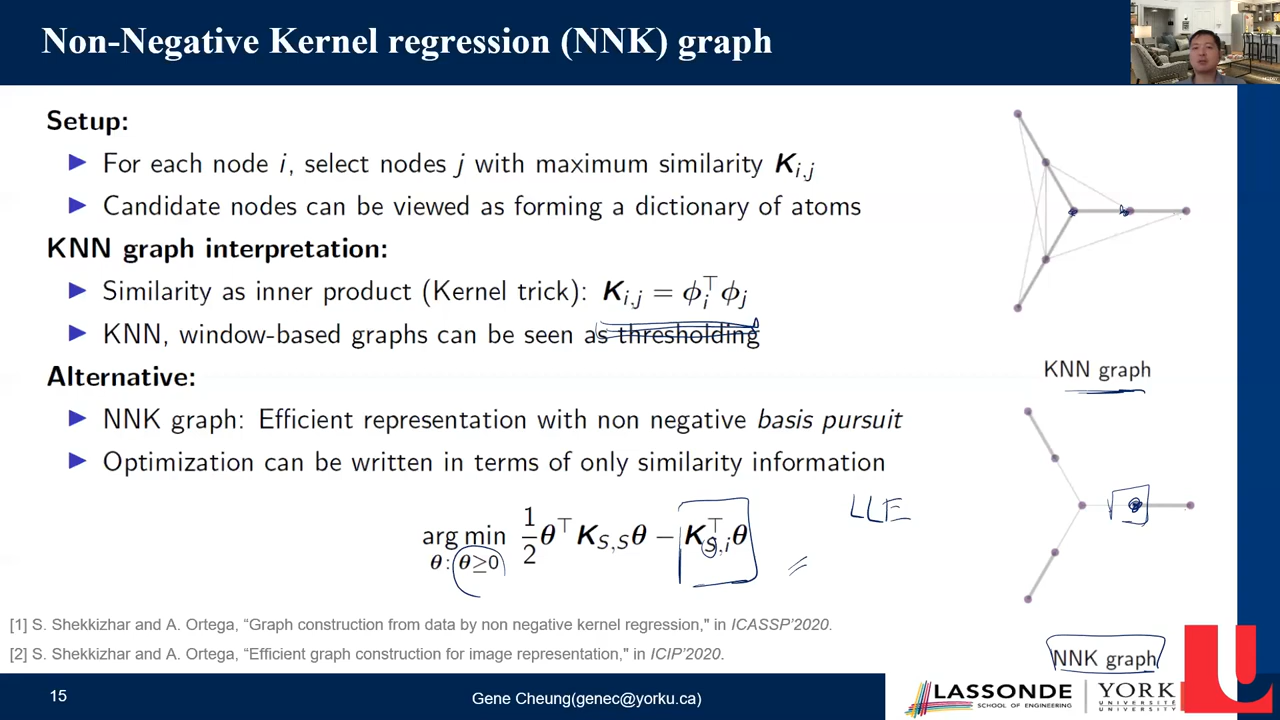 Non-Negative Kernel regression (NNK) graph
Setup:
For each node i, select nodes j with maximum similarity K_{i,j}
Candidate nodes can be viewed as forming a dictionary of atoms
KNN graph interpretation:
Similarity as inner product (Kernel trick): K_{i,j} = ϕ_i^⊤ ϕ_j
KNN, window-based graphs can be seen as thresholding
Alternative:
NNK graph: Efficient representation with non negative basis pursuit
Optimization can be written in terms of only similarity information
arg min_{θ: θ≥0} 1/2 θ^⊤ K_{S,S} θ − K_{S,i}^⊤ θ
LLE
KNN graph
NNK graph
[1] S. Shekkizhar and A. Ortega, “Graph construction from data by non negative kernel regression," in ICASSP’2020.
[2] S. Shekkizhar and A. Ortega, “Efficient graph construction for image representation," in ICIP’2020.
15
Gene Cheung(genec@yorku.ca)
LASSONDE
SCHOOL OF ENGINEERING
YORK
UNIVERSITÉ
UNIVERSITY
U